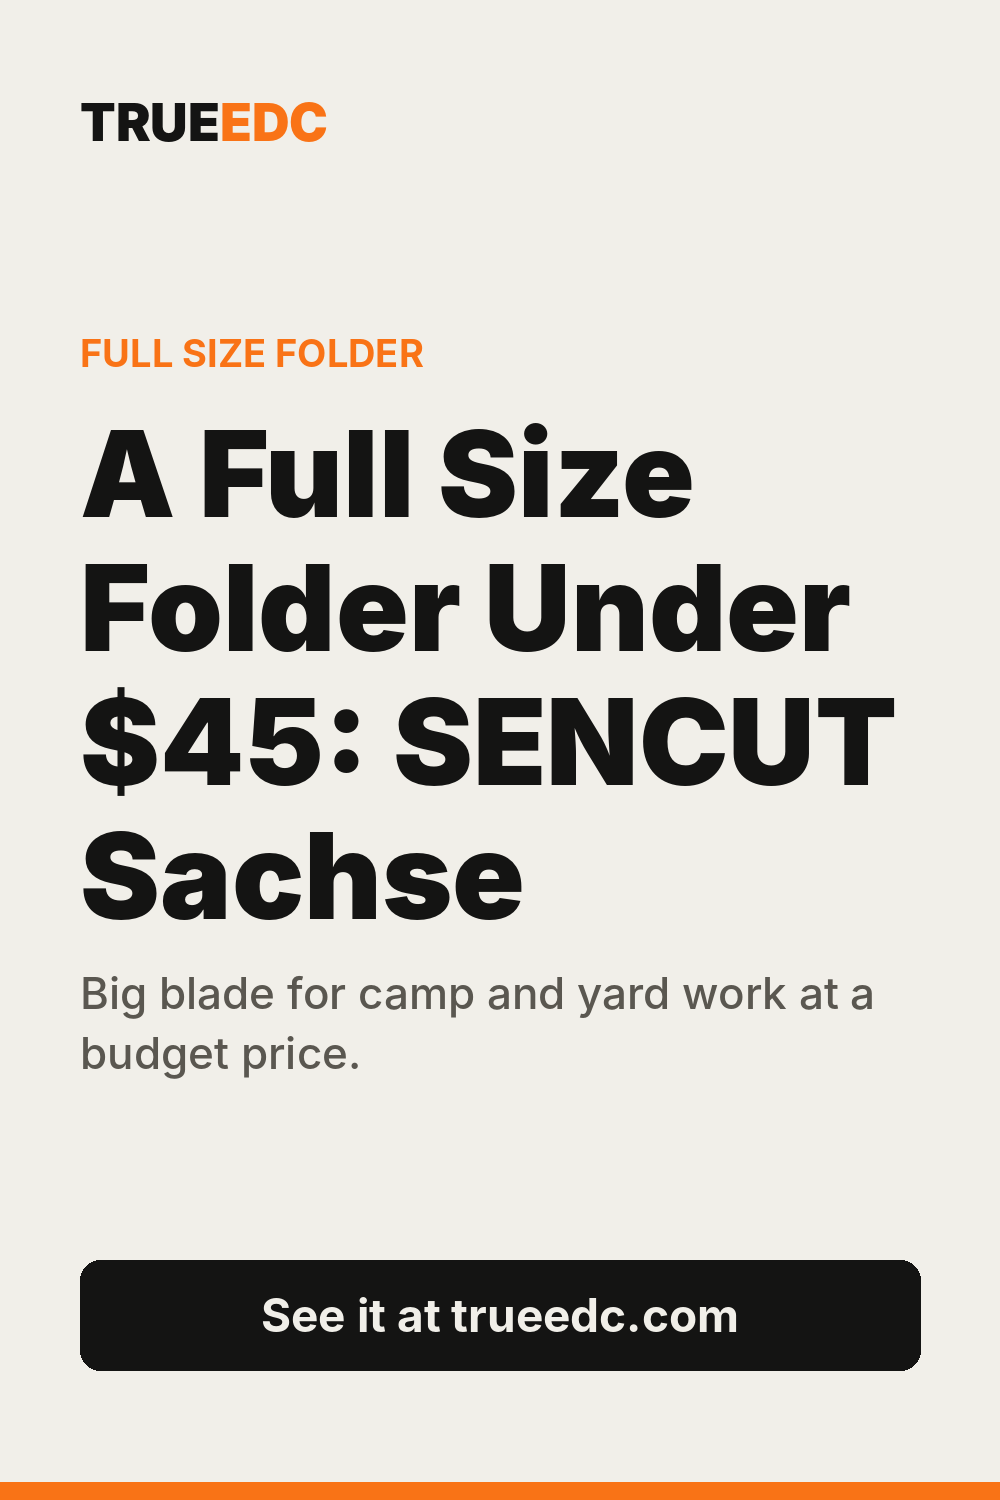 TRUEEDC
FULL SIZE FOLDER
A Full Size
Folder Under
$45: SENCUT
Sachse
Big blade for camp and yard work at a
budget price.
See it at trueedc.com